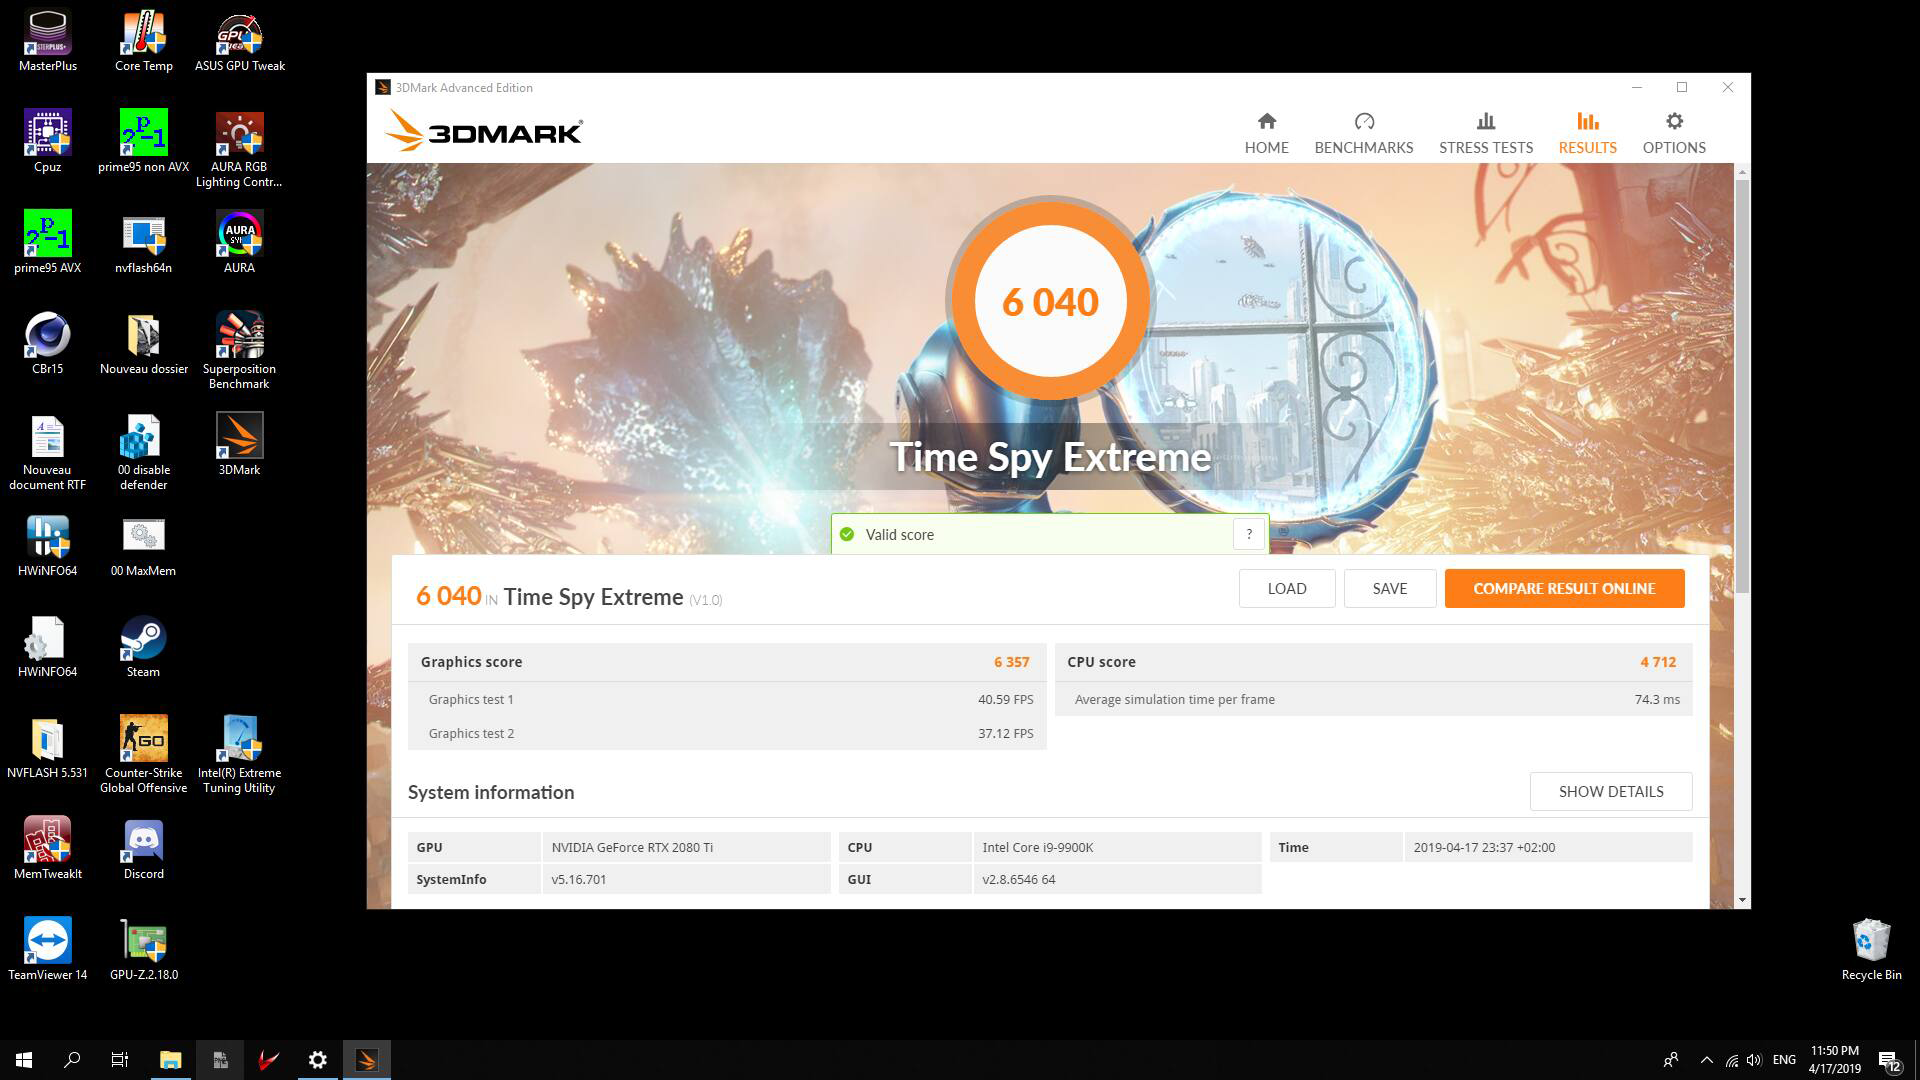 MasterPlus
Core Temp
ASUS GPU Tweak
Cpuz
prime95 non AVX
AURA RGB
Lighting Contr...
prime95 AVX
nvflash64n
AURA
CBr15
Nouveau dossier
Superposition
Benchmark
Nouveau
document RTF
00 disable
defender
3DMark
HWiNFO64
00 MaxMem
HWiNFO64
Steam
NVFLASH 5.531
Counter-Strike
Global Offensive
Intel(R) Extreme
Tuning Utility
MemTweakIt
Discord
TeamViewer 14
GPU-Z.2.18.0
3DMark Advanced Edition
3DMARK®
HOME
BENCHMARKS
STRESS TESTS
RESULTS
OPTIONS
6 040
Time Spy Extreme
Valid score
?
6 040 IN Time Spy Extreme (V1.0)
LOAD
SAVE
COMPARE RESULT ONLINE
Graphics score 6 357
Graphics test 1 40.59 FPS
Graphics test 2 37.12 FPS
CPU score 4 712
Average simulation time per frame 74.3 ms
System information
SHOW DETAILS
GPU NVIDIA GeForce RTX 2080 Ti
CPU Intel Core i9-9900K
Time 2019-04-17 23:37 +02:00
SystemInfo v5.16.701
GUI v2.8.6546 64
Recycle Bin
ENG
11:50 PM
4/17/2019
12